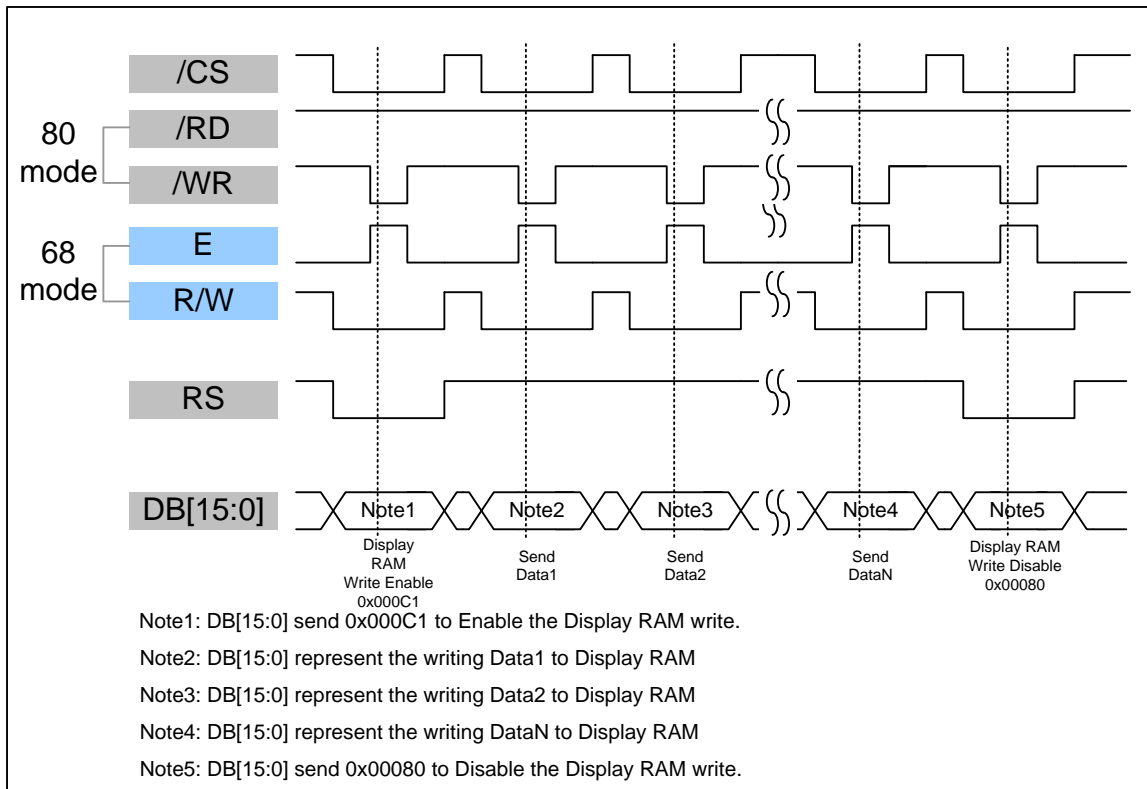 /CS
80
mode
/RD
/WR
68
mode
E
R/W
RS
DB[15:0]
Note1
Note2
Note3
Note4
Note5
Display
RAM
Write Enable
0x000C1
Send
Data1
Send
Data2
Send
DataN
Display RAM
Write Disable
0x00080
Note1: DB[15:0] send 0x000C1 to Enable the Display RAM write.
Note2: DB[15:0] represent the writing Data1 to Display RAM
Note3: DB[15:0] represent the writing Data2 to Display RAM
Note4: DB[15:0] represent the writing DataN to Display RAM
Note5: DB[15:0] send 0x00080 to Disable the Display RAM write.